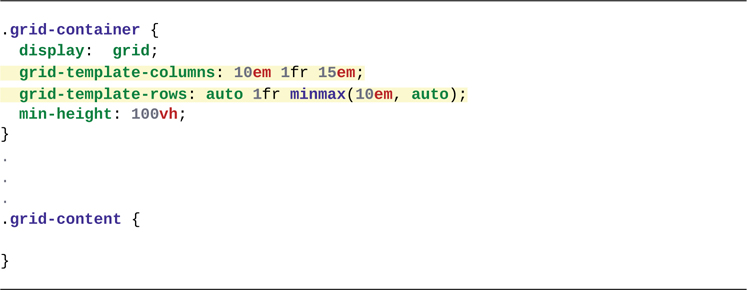 .grid-container {
  display:  grid;
  grid-template-columns: 10em 1fr 15em;
  grid-template-rows: auto 1fr minmax(10em, auto);
  min-height: 100vh;
}
.
.
.
.grid-content {

}